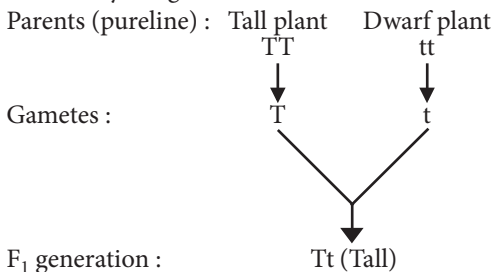 Parents (pureline) : Tall plant Dwarf plant
TT tt
Gametes : T t
F₁ generation : Tt (Tall)